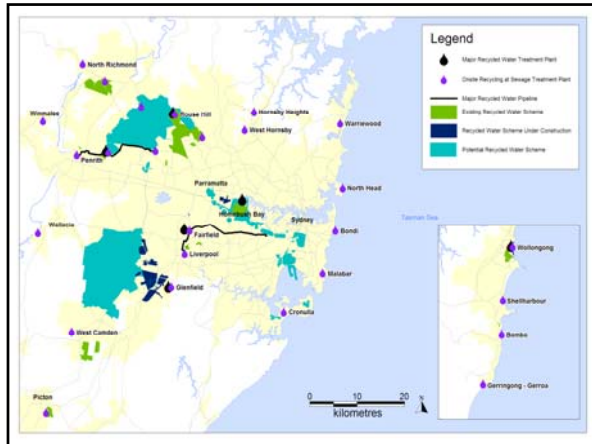 Legend
Major Recycled Water Treatment Plant
Onsite Recycling at Sewage Treatment Plant
Major Recycled Water Pipeline
Existing Recycled Water Scheme
Recycled Water Scheme Under Construction
Potential Recycled Water Scheme
North Richmond
Winmalee
Rouse Hill
Hornsby Heights
West Hornsby
Warriewood
Penrith
Parramatta
Homebush Bay
North Head
Tasman Sea
Sydney
Wallacia
Fairfield
Bondi
Liverpool
Malabar
Glenfield
Cronulla
West Camden
Picton
Wollongong
Shellharbour
Bombo
Gerringong - Gerroa
0 10 20
kilometres
N